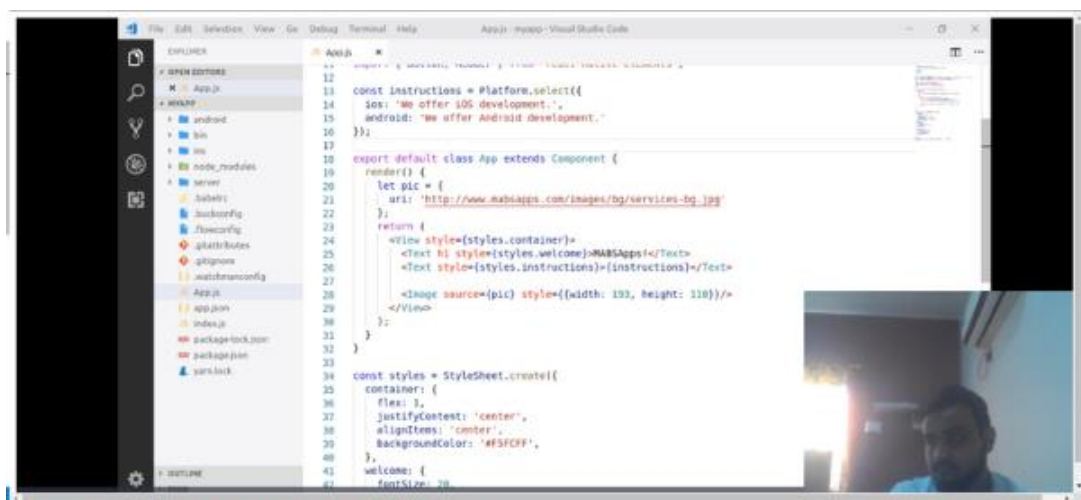 File Edit Selection View Go Debug Terminal Help
App.js - myapp - Visual Studio Code
EXPLORER
OPEN EDITORS
App.js
MYAPP
android
bin
ios
node_modules
server
.babelrc
.buckconfig
.flowconfig
.gitattributes
.gitignore
.watchmanconfig
App.js
app.json
index.js
package-lock.json
package.json
yarn.lock
OUTLINE
App.js
11 import { Button, Header } from 'react-native-elements';
12
13 const instructions = Platform.select({
14 ios: 'We offer iOS development.',
15 android: 'We offer Android development.'
16 });
17
18 export default class App extends Component {
19 render() {
20 let pic = {
21 uri: 'http://www.mabsapps.com/images/bg/services-bg.jpg'
22 };
23 return (
24 <View style={styles.container}>
25 <Text h1 style={styles.welcome}>MABSApps!</Text>
26 <Text style={styles.instructions}>{instructions}</Text>
27
28 <Image source={pic} style={{width: 193, height: 110}}/>
29 </View>
30 );
31 }
32 }
33
34 const styles = StyleSheet.create({
35 container: {
36 flex: 1,
37 justifyContent: 'center',
38 alignItems: 'center',
39 backgroundColor: '#F5FCFF',
40 },
41 welcome: {
42 fontSize: 20,